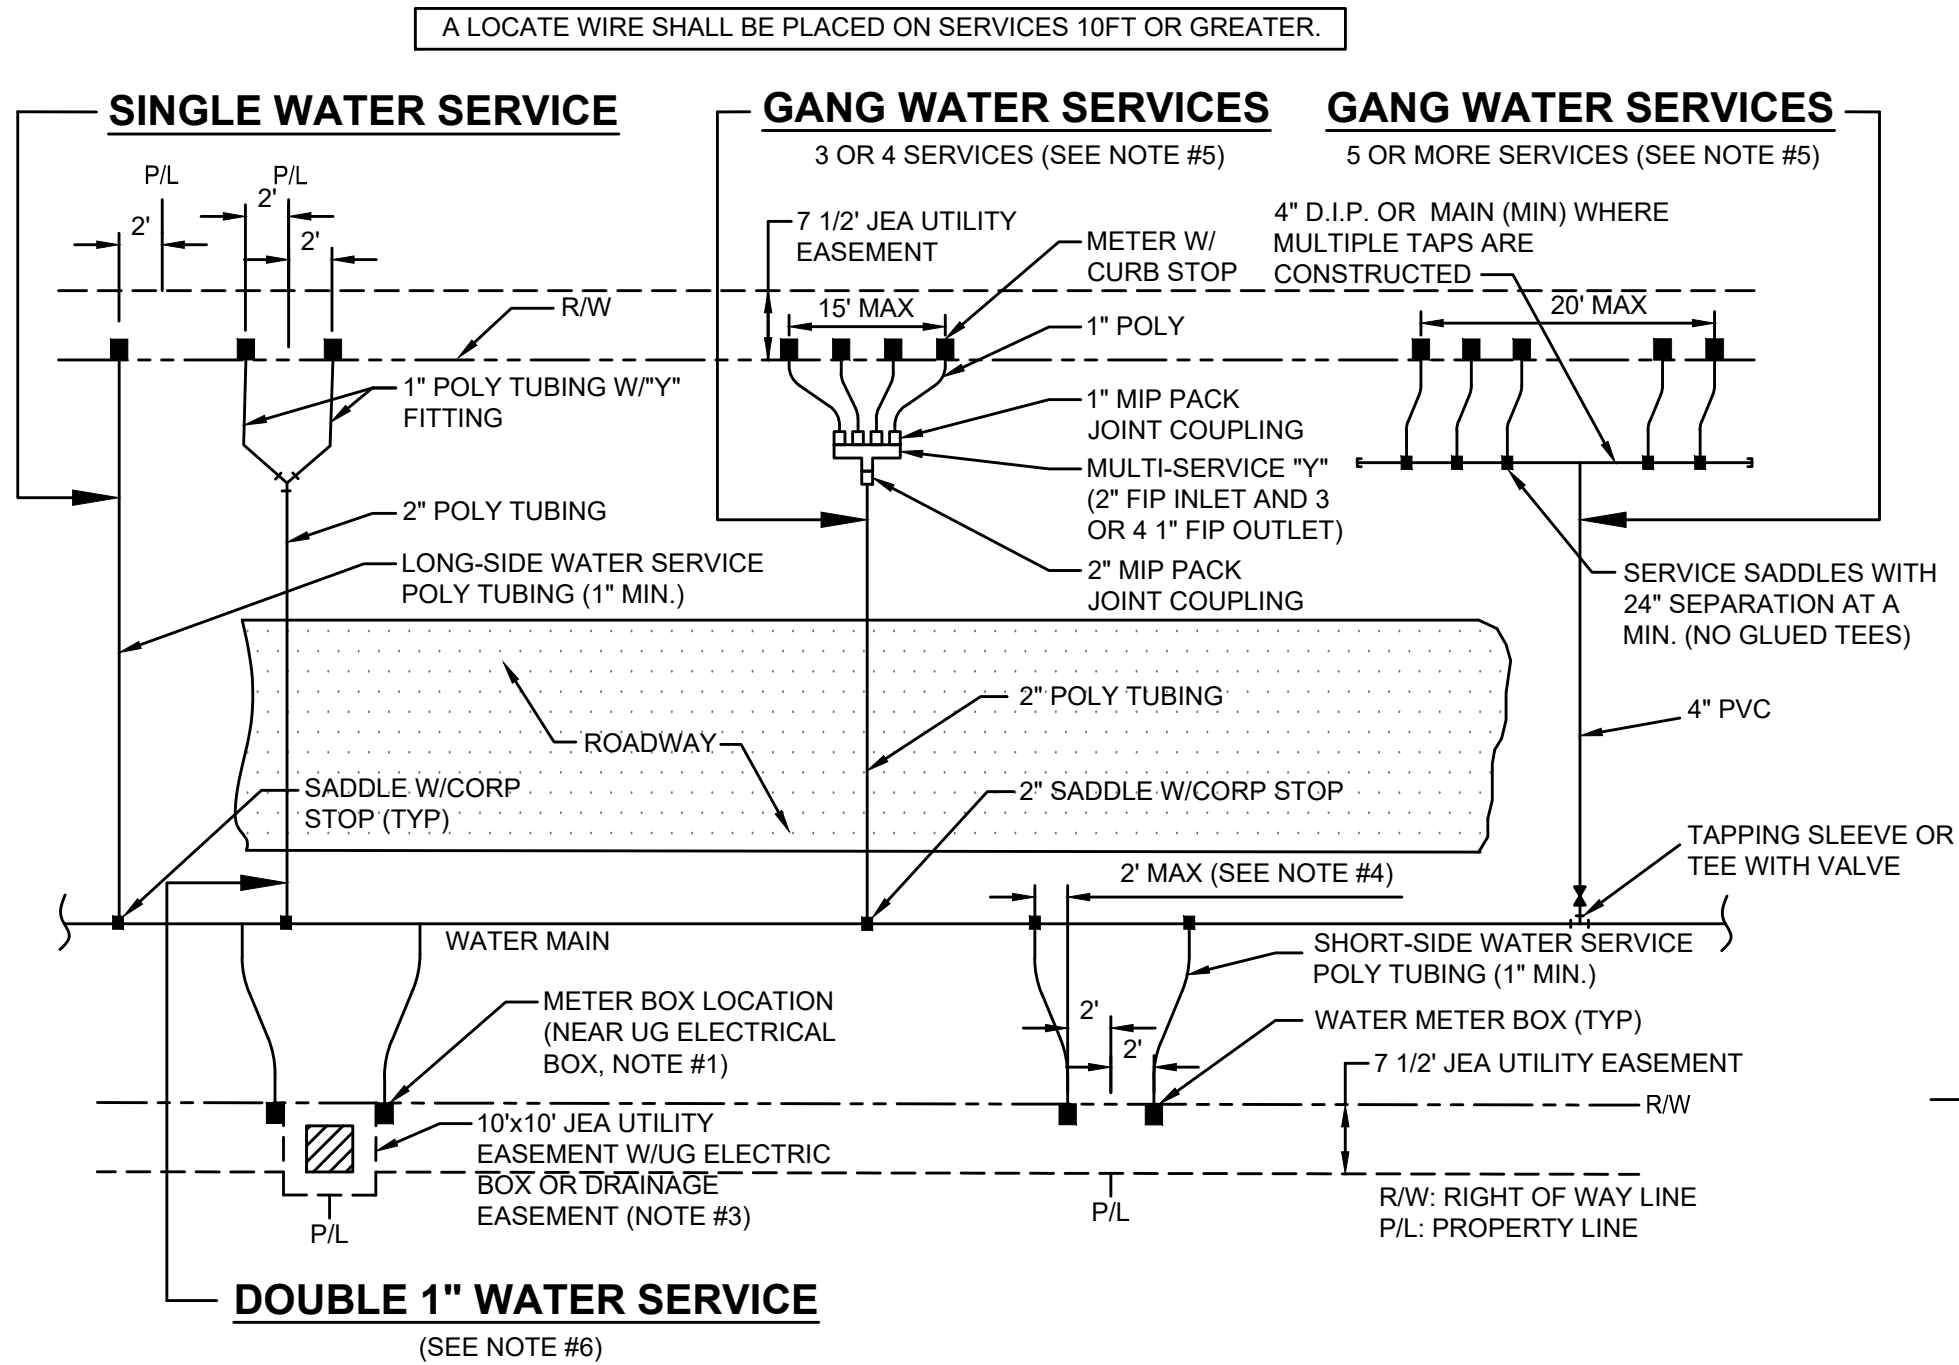 A LOCATE WIRE SHALL BE PLACED ON SERVICES 10FT OR GREATER.
SINGLE WATER SERVICE
GANG WATER SERVICES
3 OR 4 SERVICES (SEE NOTE #5)
GANG WATER SERVICES
5 OR MORE SERVICES (SEE NOTE #5)
P/L
P/L
2'
2'
2'
7 1/2' JEA UTILITY
EASEMENT
METER W/
CURB STOP
4" D.I.P. OR MAIN (MIN) WHERE
MULTIPLE TAPS ARE
CONSTRUCTED
R/W
15' MAX
20' MAX
1" POLY
1" POLY TUBING W/"Y"
FITTING
1" MIP PACK
JOINT COUPLING
MULTI-SERVICE "Y"
(2" FIP INLET AND 3
OR 4 1" FIP OUTLET)
2" POLY TUBING
LONG-SIDE WATER SERVICE
POLY TUBING (1" MIN.)
2" MIP PACK
JOINT COUPLING
SERVICE SADDLES WITH
24" SEPARATION AT A
MIN. (NO GLUED TEES)
2" POLY TUBING
4" PVC
ROADWAY
SADDLE W/CORP
STOP (TYP)
2" SADDLE W/CORP STOP
TAPPING SLEEVE OR
TEE WITH VALVE
2' MAX (SEE NOTE #4)
WATER MAIN
SHORT-SIDE WATER SERVICE
POLY TUBING (1" MIN.)
METER BOX LOCATION
(NEAR UG ELECTRICAL
BOX, NOTE #1)
2'
2'
WATER METER BOX (TYP)
7 1/2' JEA UTILITY EASEMENT
R/W
10'x10' JEA UTILITY
EASEMENT W/UG ELECTRIC
BOX OR DRAINAGE
EASEMENT (NOTE #3)
P/L
P/L
R/W: RIGHT OF WAY LINE
P/L: PROPERTY LINE
DOUBLE 1" WATER SERVICE
(SEE NOTE #6)